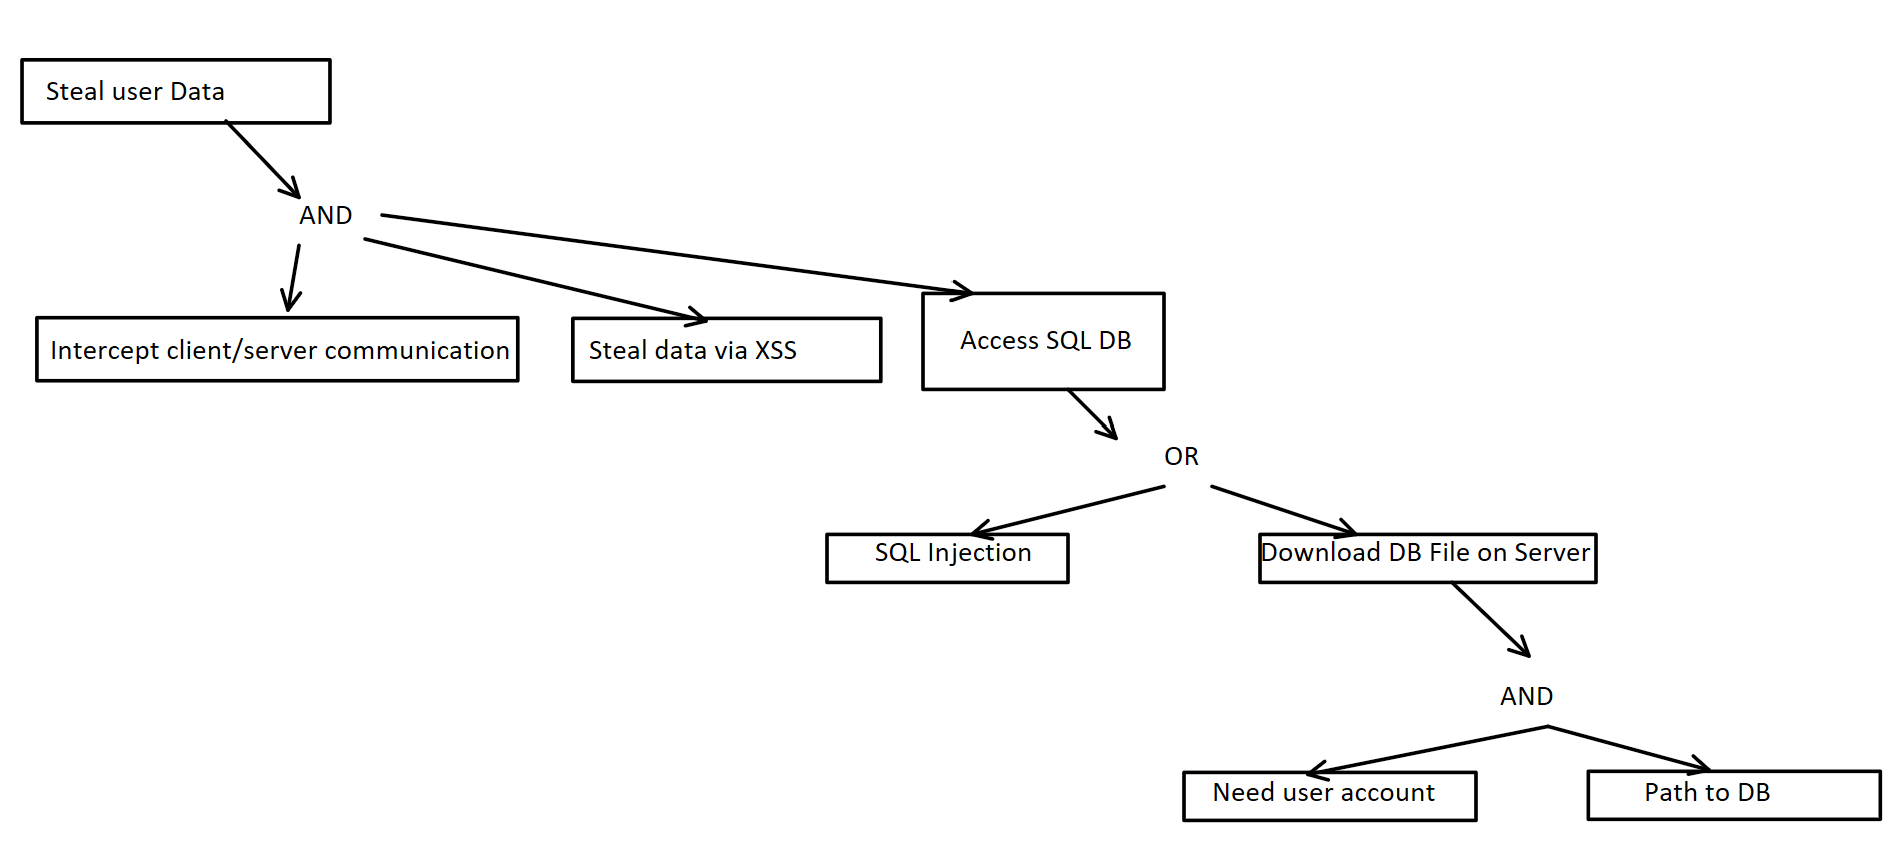 Steal user Data
AND
Intercept client/server communication
Steal data via XSS
Access SQL DB
OR
SQL Injection
Download DB File on Server
AND
Need user account
Path to DB